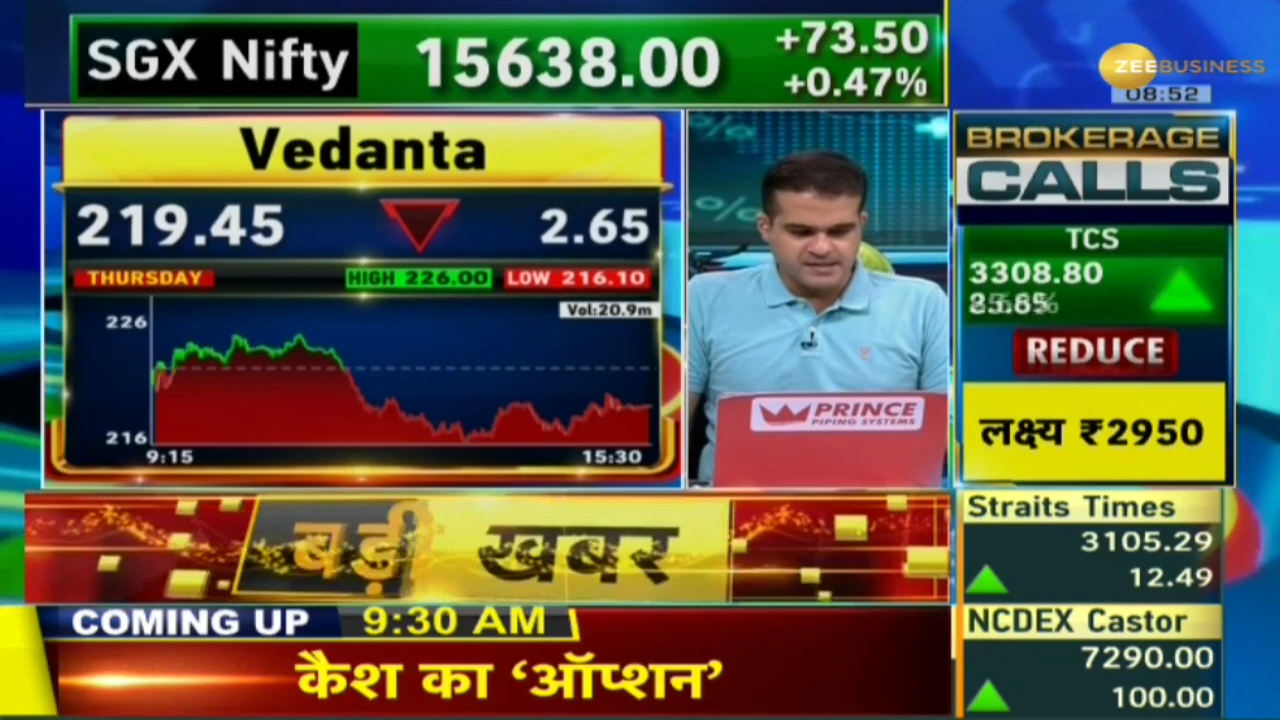 SGX Nifty
15638.00
+73.50
+0.47%
ZEEBUSINESS
08:52
Vedanta
219.45
2.65
THURSDAY
HIGH 226.00
LOW 216.10
Vol:20.9m
226
216
9:15
15:30
PRINCE
PIPING SYSTEMS
BROKERAGE
CALLS
TCS
3308.80
REDUCE
लक्ष्य ₹2950
बड़ी खबर
Straits Times
3105.29
12.49
NCDEX Castor
7290.00
100.00
COMING UP
9:30 AM
कैश का ‘ऑप्शन’